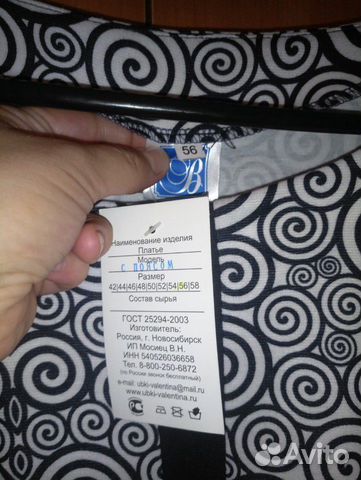 56
B
Наименование изделия
Платье
Модель
с поясом
Размер
42|44|46|48|50|52|54|56|58
Состав сырья
ГОСТ 25294-2003
Изготовитель:
Россия, г. Новосибирск
ИП Мосиец В.Н.
ИНН 540526036658
Тел. 8-800-250-6872
(по России звонок бесплатный)
e-mail: ubki-valentina@mail.ru
www.ubki-valentina.ru
Avito